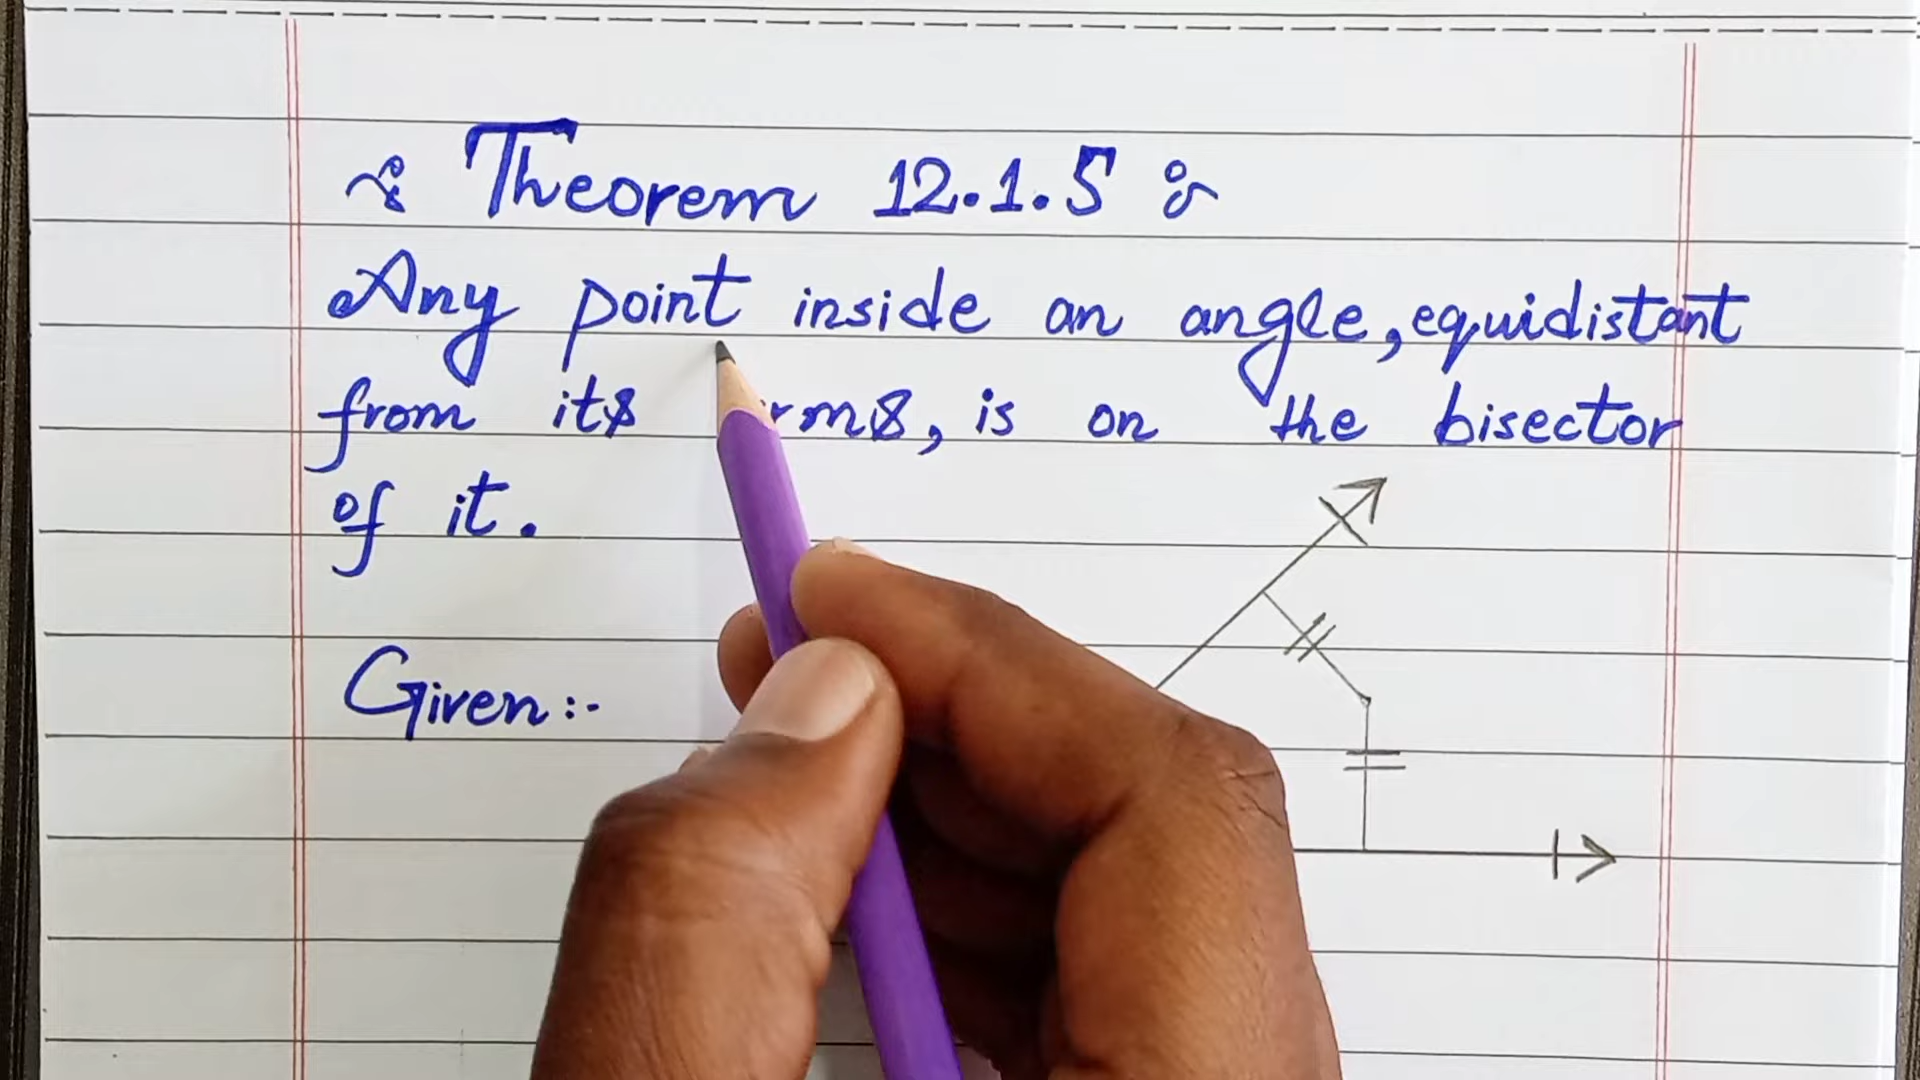 Theorem 12.1.5
Any point inside an angle, equidistant
from its arms, is on the bisector
of it.
Given:-